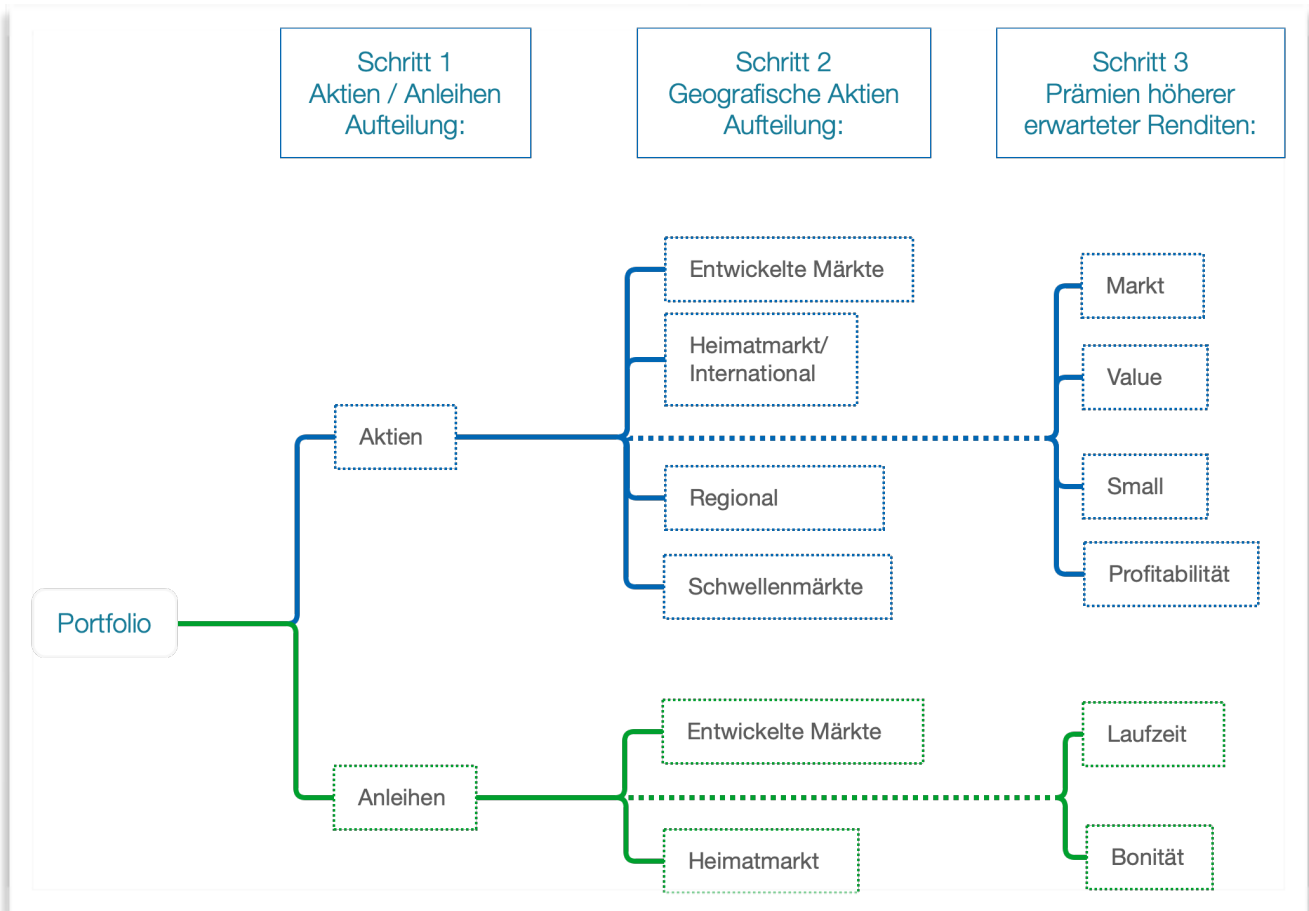 Schritt 1
Aktien / Anleihen
Aufteilung:
Schritt 2
Geografische Aktien
Aufteilung:
Schritt 3
Prämien höherer
erwarteter Renditen:
Portfolio
Aktien
Entwickelte Märkte
Heimatmarkt/
International
Regional
Schwellenmärkte
Markt
Value
Small
Profitabilität
Anleihen
Entwickelte Märkte
Heimatmarkt
Laufzeit
Bonität